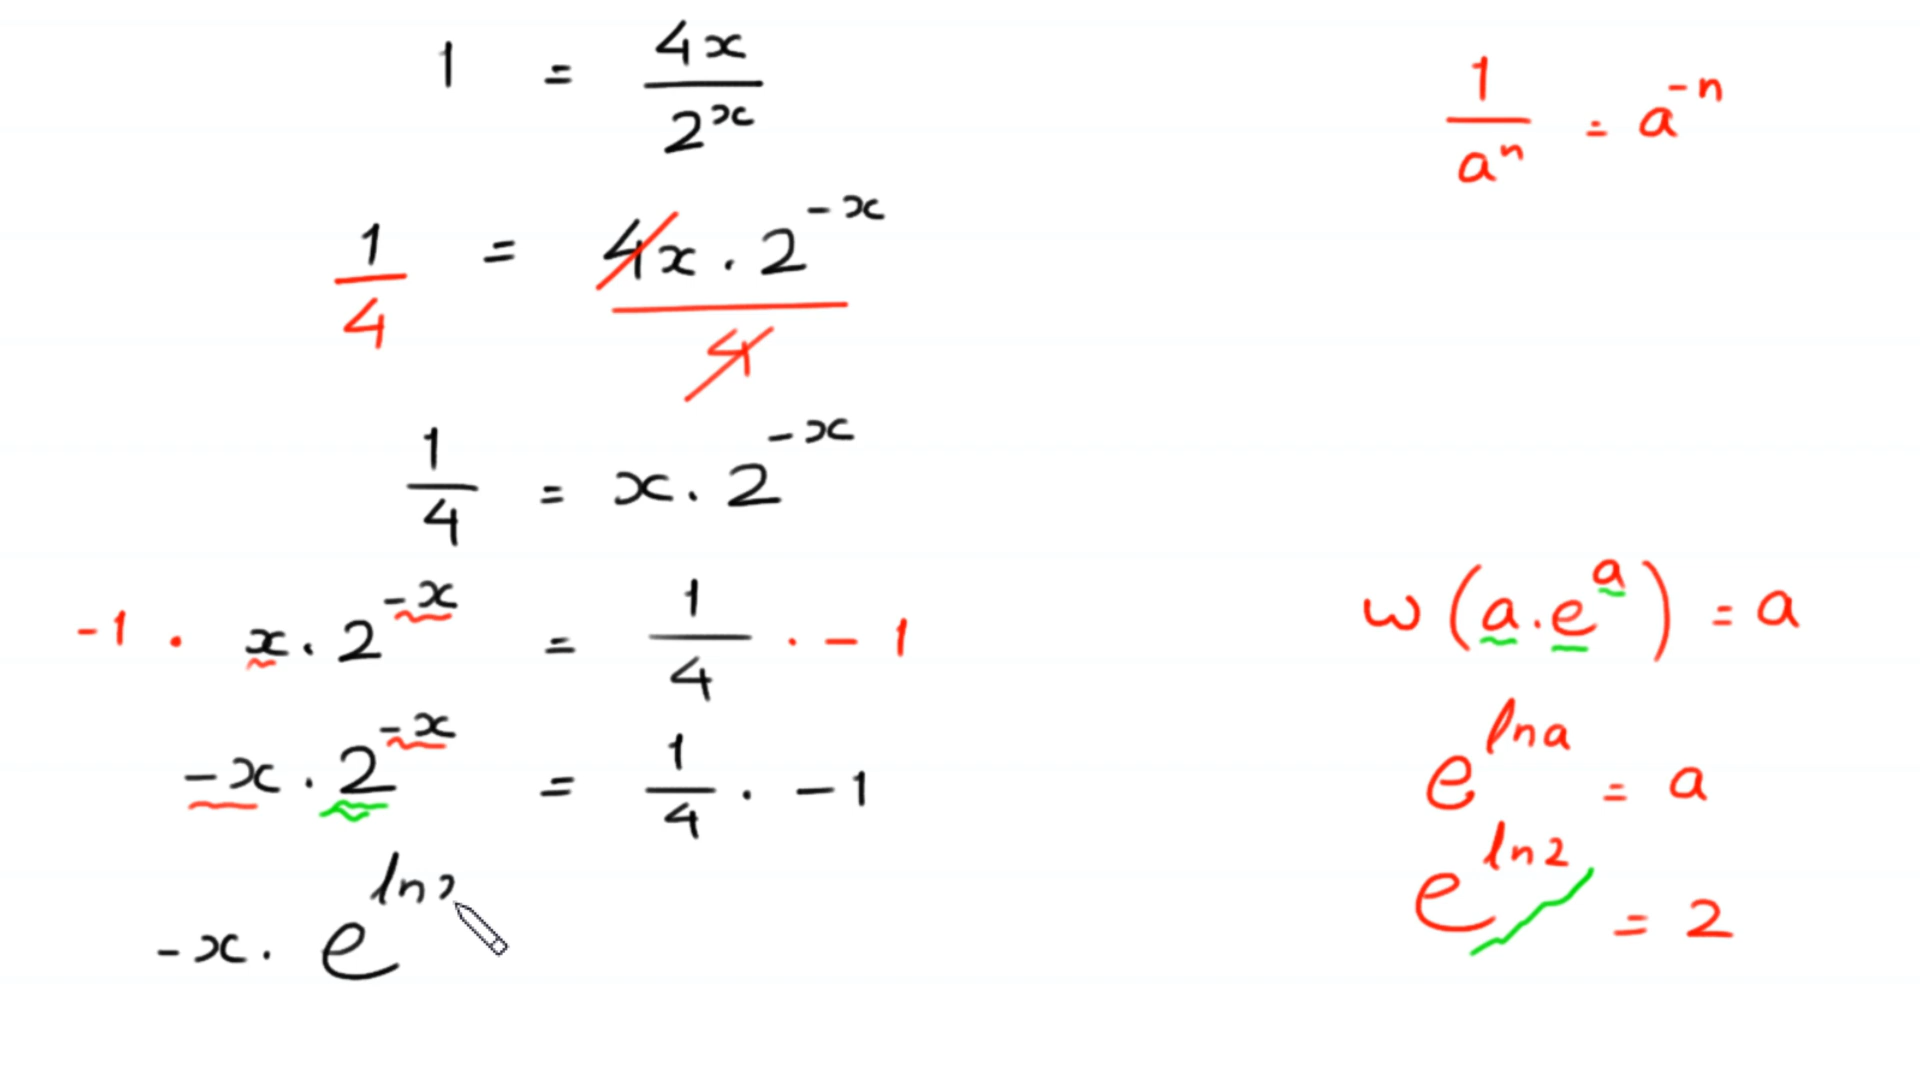 1 = 4x / 2^x
1/4 = 4x · 2^-x / 4
1/4 = x · 2^-x
-1 · x · 2^-x = 1/4 · -1
-x · 2^-x = 1/4 · -1
-x · e^ln2
1/a^n = a^-n
w(a · e^a) = a
e^lna = a
e^ln2 = 2